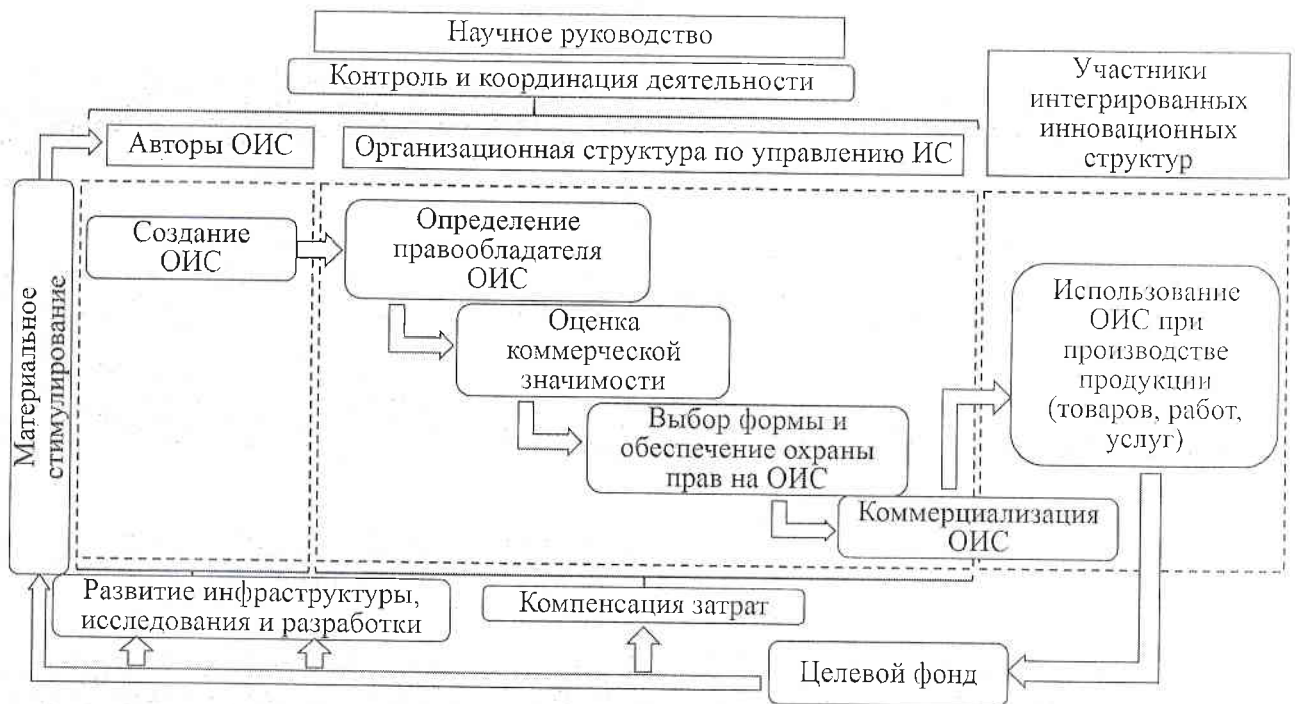 Научное руководство
Контроль и координация деятельности
Участники
интегрированных
инновационных
структур
Авторы ОИС
Организационная структура по управлению ИС
Материальное
стимулирование
Создание
ОИС
Определение
правообладателя
ОИС
Оценка
коммерческой
значимости
Выбор формы и
обеспечение охраны
прав на ОИС
Коммерциализация
ОИС
Использование
ОИС при
производстве
продукции
(товаров, работ,
услуг)
Развитие инфраструктуры,
исследования и разработки
Компенсация затрат
Целевой фонд